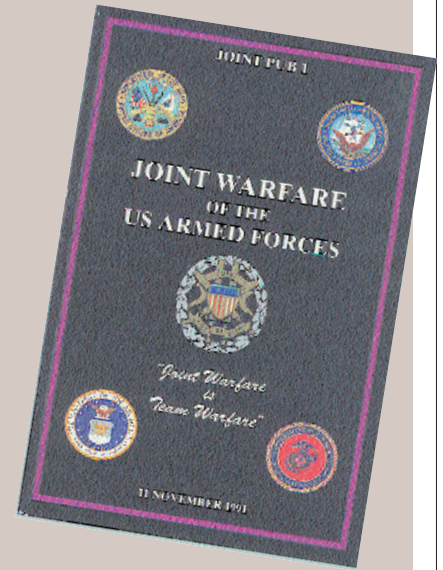 JOINT PUB 1
JOINT WARFARE
OF THE
US ARMED FORCES
"Joint Warfare
is
Team Warfare"
11 NOVEMBER 1991